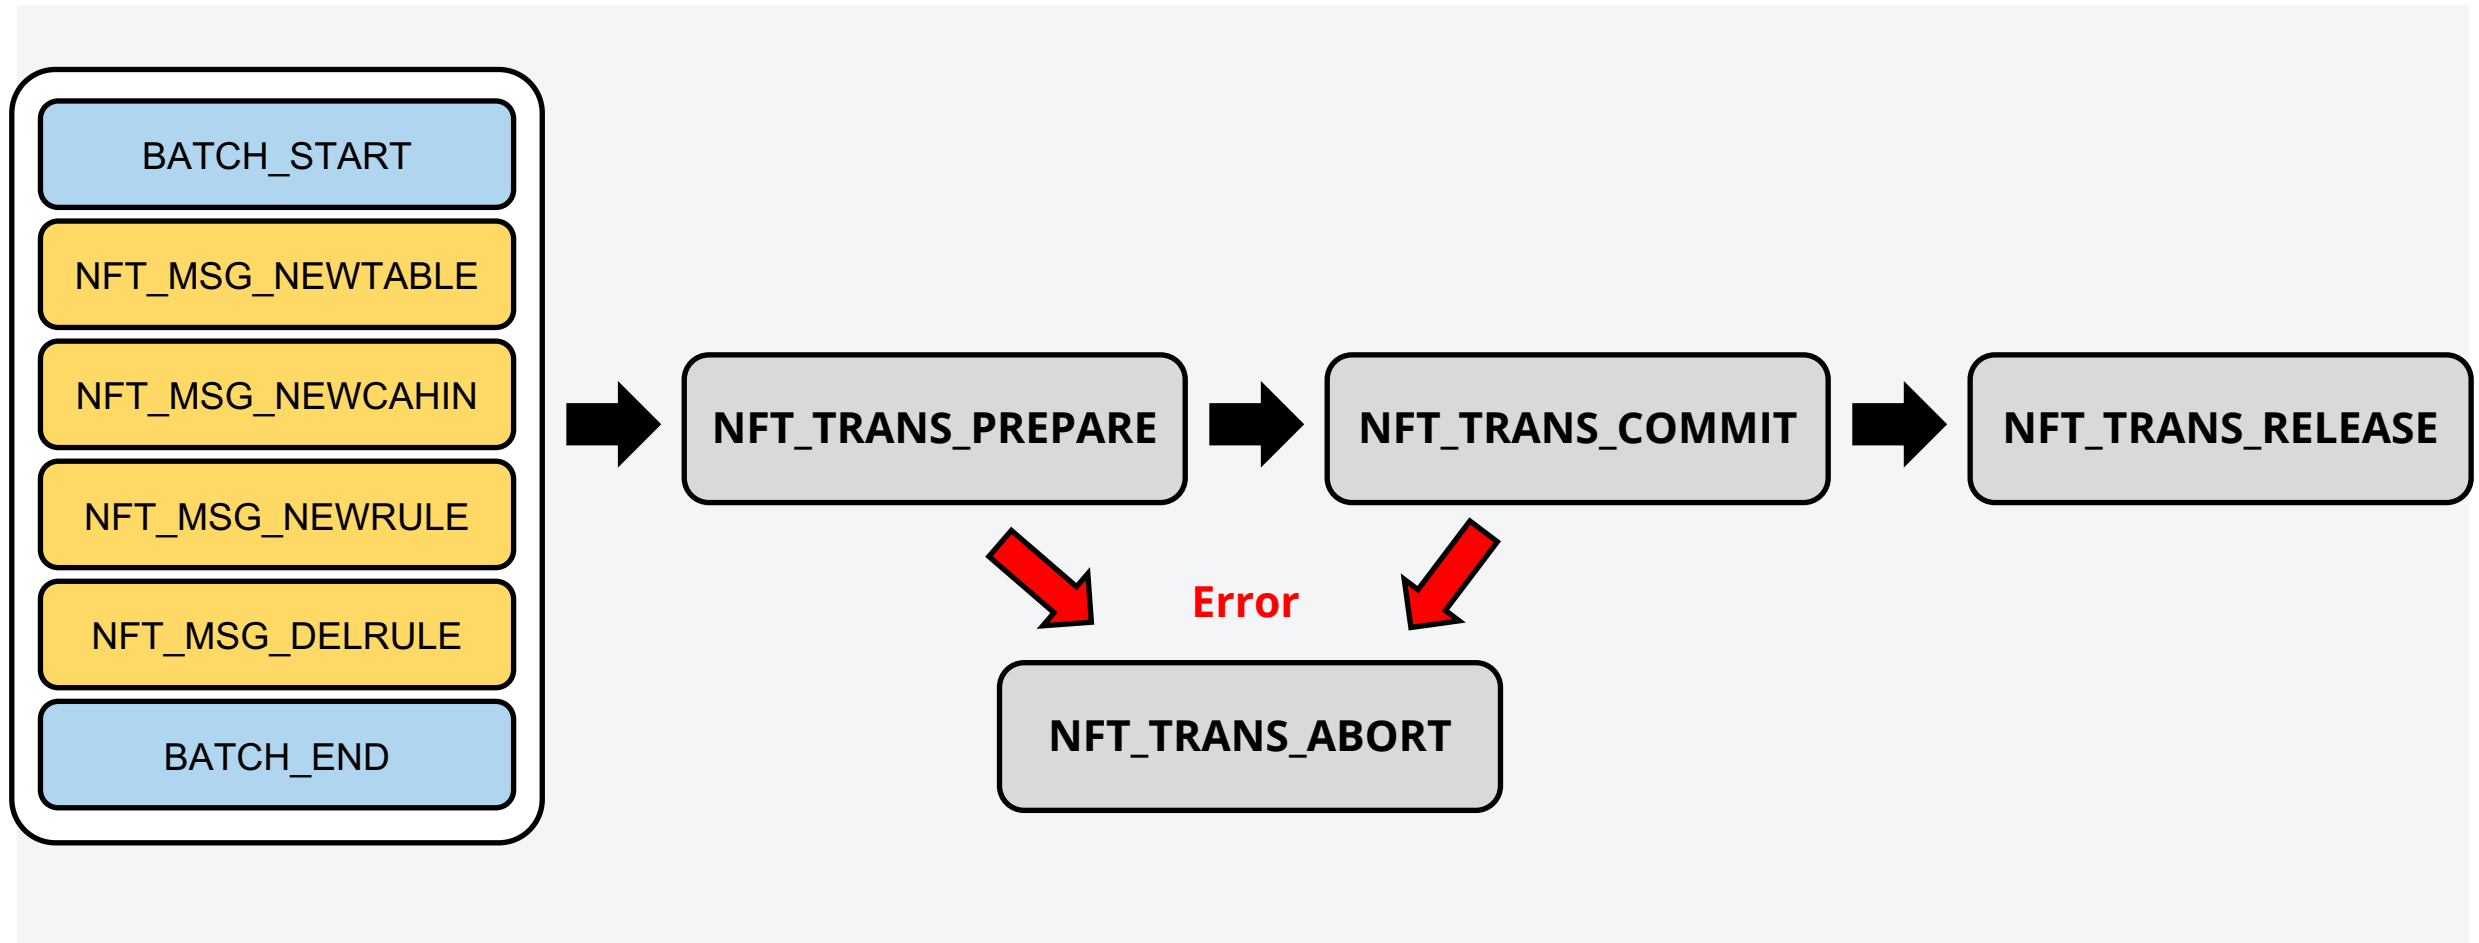 BATCH_START
NFT_MSG_NEWTABLE
NFT_MSG_NEWCAHIN
NFT_MSG_NEWRULE
NFT_MSG_DELRULE
BATCH_END
NFT_TRANS_PREPARE
NFT_TRANS_COMMIT
NFT_TRANS_RELEASE
Error
NFT_TRANS_ABORT